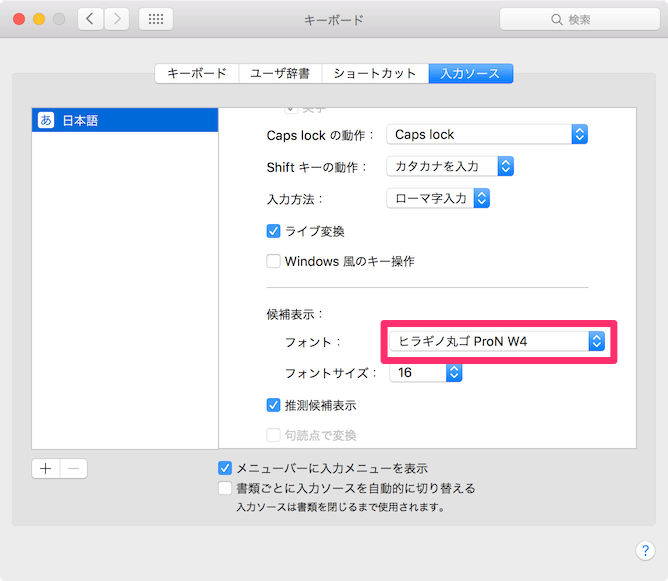 キーボード
検索
キーボード ユーザ辞書 ショートカット 入力ソース
あ 日本語
英字
Caps lock の動作： Caps lock
Shift キーの動作： カタカナを入力
入力方法： ローマ字入力
ライブ変換
Windows 風のキー操作
候補表示：
フォント： ヒラギノ丸ゴ ProN W4
フォントサイズ： 16
推測候補表示
句読点で変換
メニューバーに入力メニューを表示
書類ごとに入力ソースを自動的に切り替える
入力ソースは書類を閉じるまで使用されます。
?